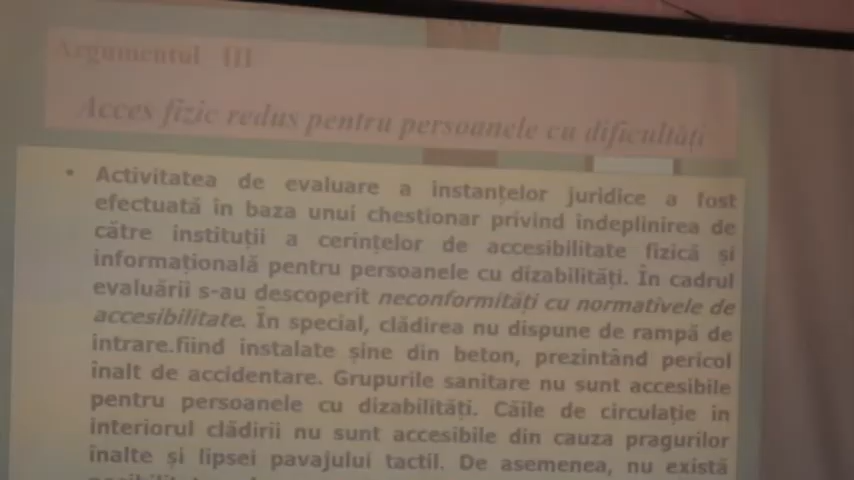 Argumentul III
Acces fizic redus pentru persoanele cu dificultăți
• Activitatea de evaluare a instanțelor juridice a fost
efectuată în baza unui chestionar privind îndeplinirea de
către instituții a cerințelor de accesibilitate fizică și
informațională pentru persoanele cu dizabilități. În cadrul
evaluării s-au descoperit neconformități cu normativele de
accesibilitate. În special, clădirea nu dispune de rampă de
intrare.fiind instalate șine din beton, prezintând pericol
înalt de accidentare. Grupurile sanitare nu sunt accesibile
pentru persoanele cu dizabilități. Căile de circulație în
interiorul clădirii nu sunt accesibile din cauza pragurilor
înalte și lipsei pavajului tactil. De asemenea, nu există